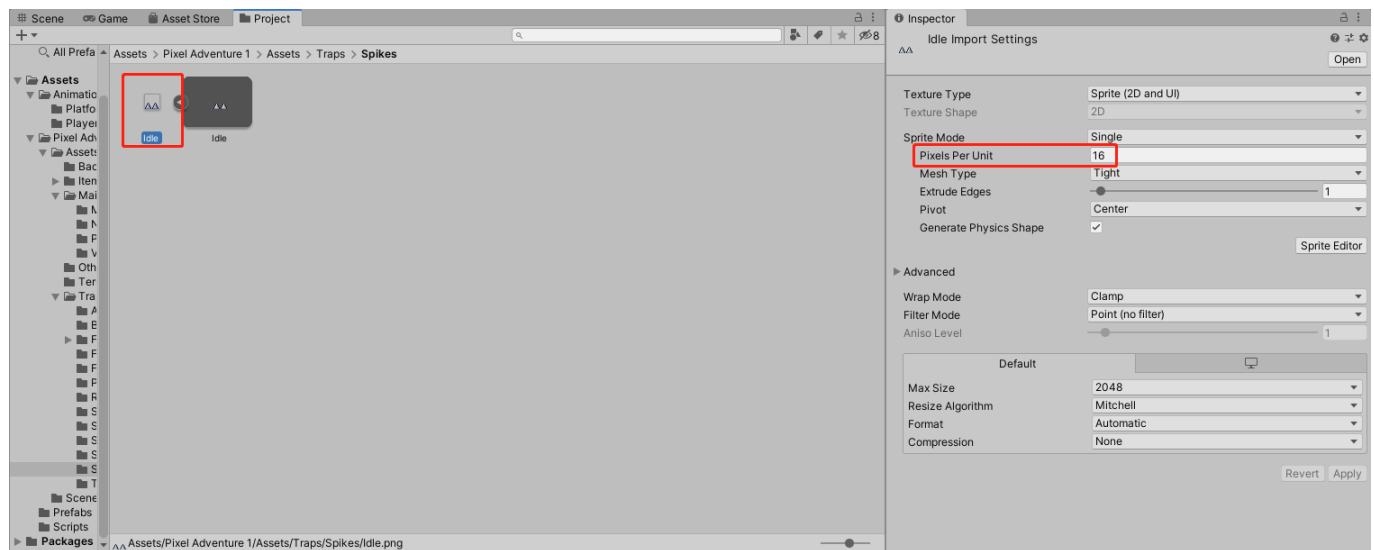 Scene Game Asset Store Project
All Prefa
Assets > Pixel Adventure 1 > Assets > Traps > Spikes
8
Assets
Animatio
Platfo
Player
Pixel Adv
Assets
Bac
Iten
Mai
M
N
P
V
Oth
Ter
Tra
A
B
F
F
F
P
R
S
S
S
S
S
T
Scene
Prefabs
Scripts
Packages
Idle
Idle
Assets/Pixel Adventure 1/Assets/Traps/Spikes/Idle.png
Inspector
Idle Import Settings
Open
Texture Type Sprite (2D and UI)
Texture Shape 2D
Sprite Mode Single
Pixels Per Unit 16
Mesh Type Tight
Extrude Edges 1
Pivot Center
Generate Physics Shape
Sprite Editor
Advanced
Wrap Mode Clamp
Filter Mode Point (no filter)
Aniso Level 1
Default
Max Size 2048
Resize Algorithm Mitchell
Format Automatic
Compression None
Revert Apply